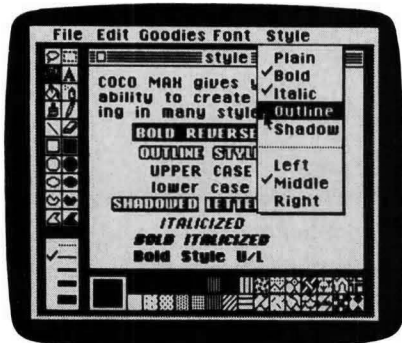 File Edit Goodies Font Style
style
Plain
Bold
Italic
Outline
Shadow
Left
Middle
Right
COCO MAX gives
ability to create
ing in many style
BOLD REVERSE
OUTLINE STYL
UPPER CASE
lower case
SHADOWED LETTE
ITALICIZED
BOLD ITALICIZED
Bold Style U/L